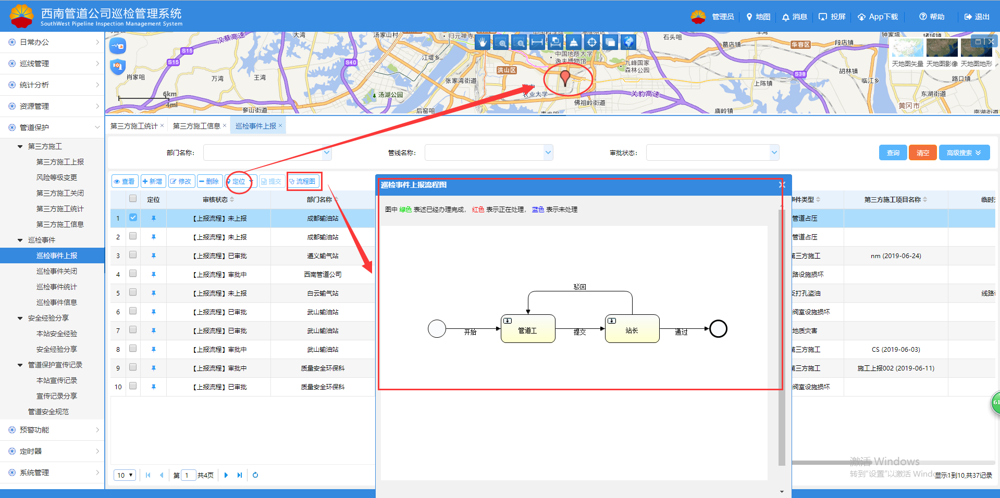 西南管道公司巡检管理系统
SouthWest Pipeline Inspection Management System
管理员
地图
消息
投屏
App下载
帮助
退出
日常办公
巡线管理
统计分析
资源管理
管道保护
第三方施工
第三方施工上报
风险等级变更
第三方施工关闭
第三方施工统计
第三方施工信息
巡检事件
巡检事件上报
巡检事件关闭
巡检事件统计
巡检事件信息
安全经验分享
本站安全经验
安全经验分享
管道保护宣传记录
本站宣传记录
宣传记录分享
管道安全规范
预警功能
定时器
系统管理
汉蔡高速
大湾
汤家山村
归元禅寺
石头咀
葛店镇
华容区
段店镇
钟家塆
S15
S15
S40
江堤乡
中国地质大学
逸夫博物馆
九峰国家
森林公园
天地图矢量
天地图影像
天地图地形
肖家咀
万湾
王湾
张家湾街道
洪山区
S38
胡林镇
临江乡
路口镇
上陈镇
6km
4mi
汤湖公园
农业大学
关豹高速
东湖街道
佛祖岭街道
黄冈市
奓山街道
后窑咀
庙岭镇
南湖街道
第三方施工统计 ×
第三方施工信息 ×
巡检事件上报 ×
部门名称：
管线名称：
审批状态：
查询
清空
高级搜索
查看
新增
修改
删除
定位
提交
流程图
定位
审核状态
部门名称
事件类型
第三方施工项目名称
1 【上报流程】未上报 成都输油站 管道占压
2 【上报流程】未上报 成都输油站 管道占压
3 【上报流程】已审批 遵义输气站 第三方施工 nm (2019-06-24)
4 【上报流程】审批中 西南管道公司 路设施损坏
5 【上报流程】未上报 白云输气站 反打孔盗油 线路
6 【上报流程】已审批 武山输油站 阀室设施损坏
7 【上报流程】已审批 武山输油站 地质灾害
8 【上报流程】审批中 武山输油站 第三方施工 CS (2019-06-03)
9 【上报流程】审批中 质量安全环保科 第三方施工 施工上报002 (2019-06-11)
10 【上报流程】已审批 质量安全环保科 阀室设施损坏
巡检事件上报流程图
图中 绿色 表述已经办理完成， 红色 表示正在处理， 蓝色 表示未处理
驳回
开始
管道工
提交
站长
通过
61
10
第 1 共4页
激活 Windows
转到"设置"以激活 Windows
显示1到10,共37记录